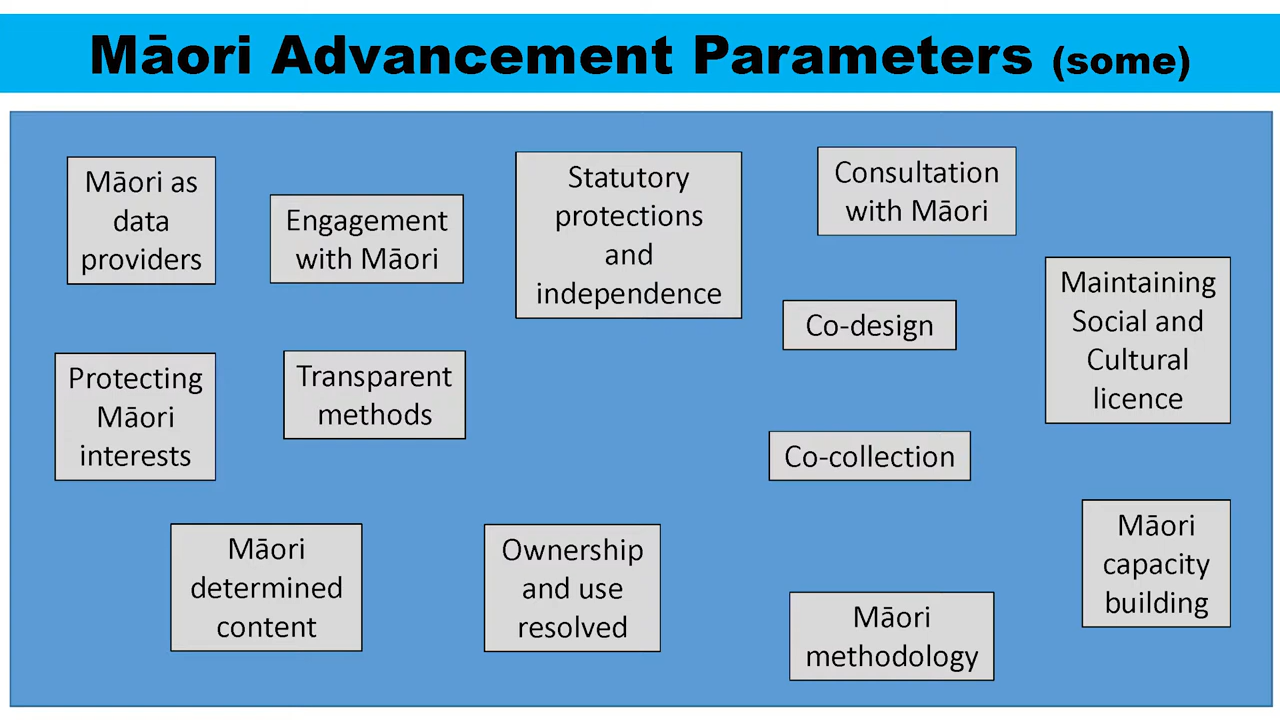 Māori Advancement Parameters (some)
Māori as
data
providers
Engagement
with Māori
Statutory
protections
and
independence
Consultation
with Māori
Co-design
Maintaining
Social and
Cultural
licence
Protecting
Māori
interests
Transparent
methods
Co-collection
Māori
determined
content
Ownership
and use
resolved
Māori
methodology
Māori
capacity
building